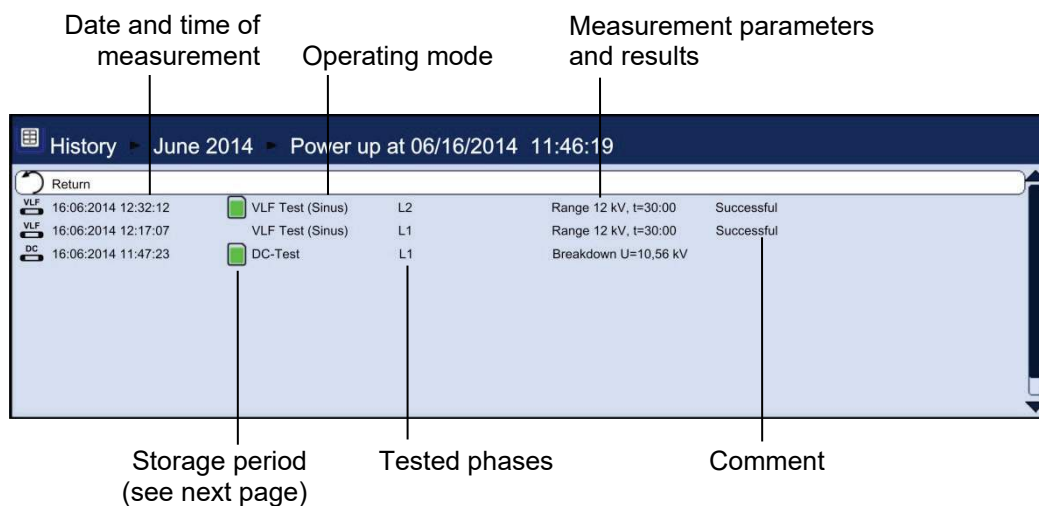 Date and time of
measurement
Operating mode
Measurement parameters
and results
History ► June 2014 ► Power up at 06/16/2014 11:46:19
Return
VLF 16:06:2014 12:32:12 VLF Test (Sinus) L2 Range 12 kV, t=30:00 Successful
VLF 16:06:2014 12:17:07 VLF Test (Sinus) L1 Range 12 kV, t=30:00 Successful
DC 16:06:2014 11:47:23 DC-Test L1 Breakdown U=10,56 kV
Storage period
(see next page)
Tested phases
Comment